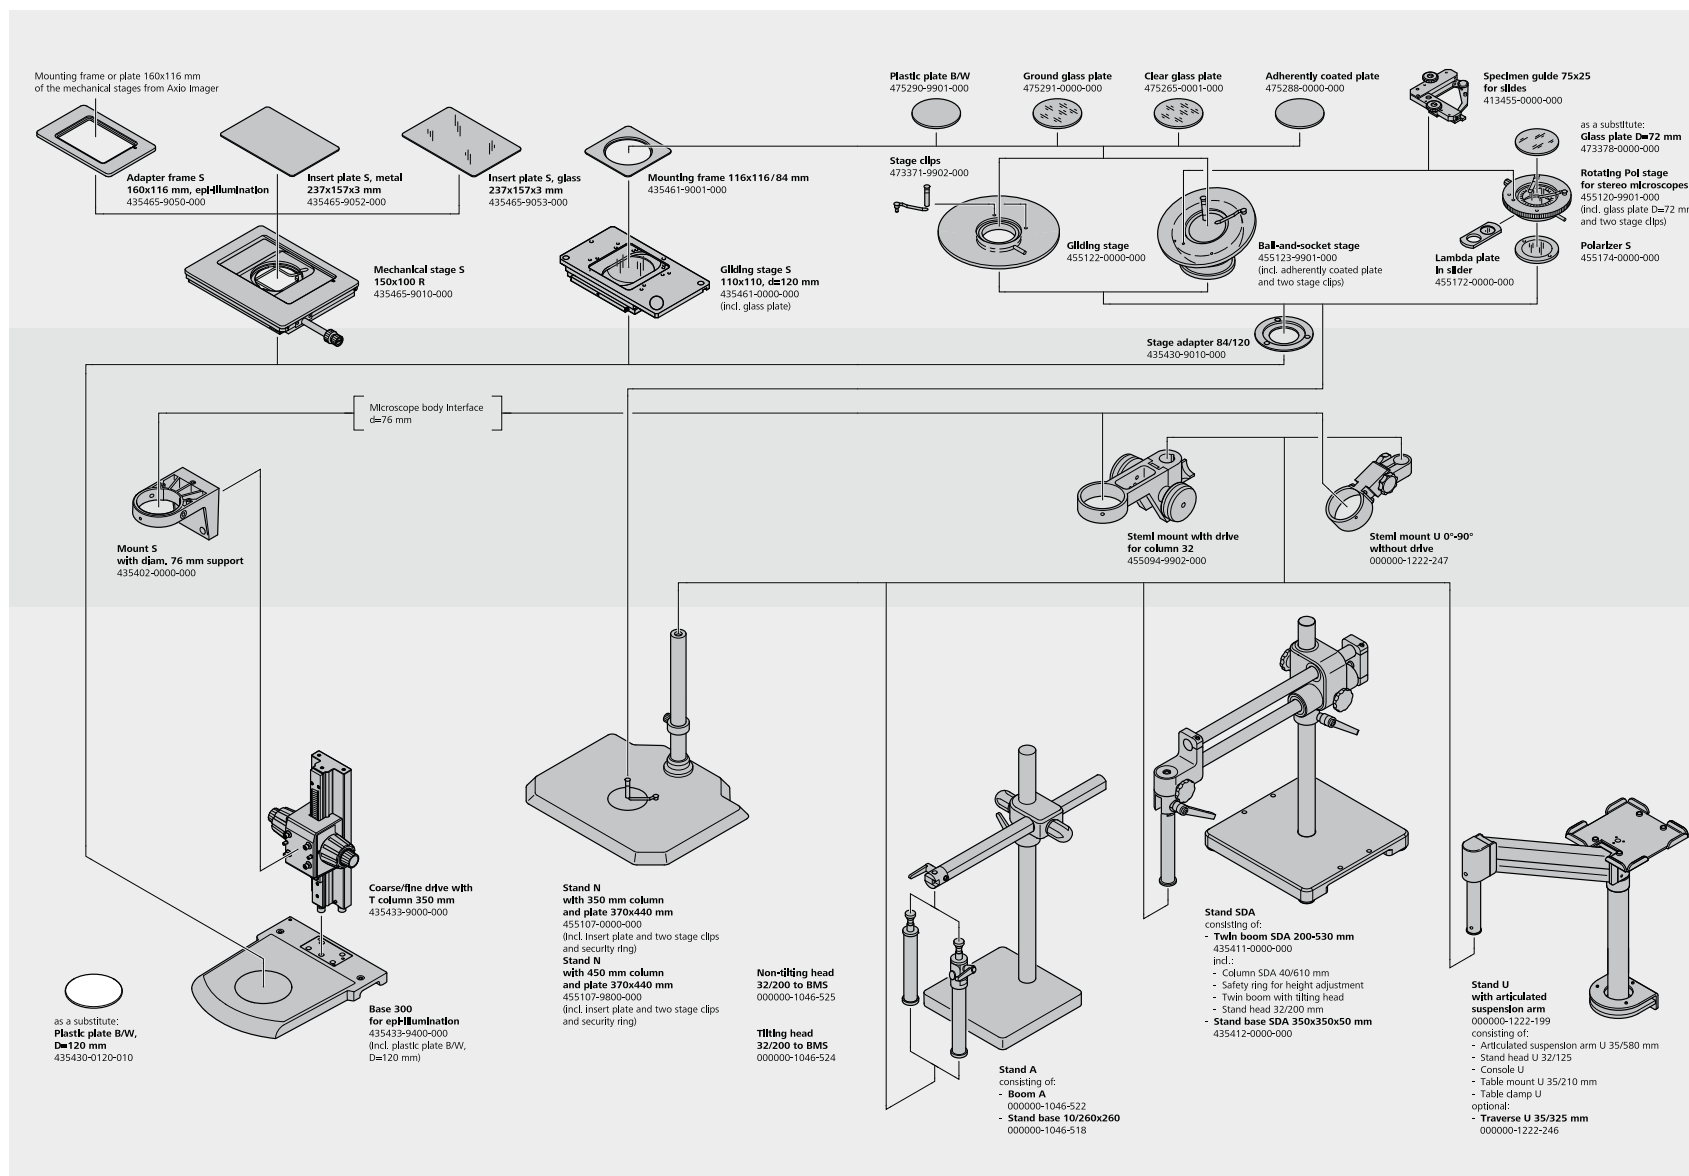 Mounting frame or plate 160x116 mm
of the mechanical stages from Axio Imager
Adapter frame S
160x116 mm, epi-illumination
435465-9050-000
Insert plate S, metal
237x157x3 mm
435465-9052-000
Insert plate S, glass
237x157x3 mm
435465-9053-000
Mounting frame 116x116/84 mm
435461-9001-000
Plastic plate B/W
475290-9901-000
Ground glass plate
475291-0000-000
Clear glass plate
475265-0001-000
Adherently coated plate
475288-0000-000
Specimen guide 75x25
for slides
413455-0000-000
as a substitute:
Glass plate D=72 mm
473378-0000-000
Stage clips
473371-9902-000
Rotating Pol stage
for stereo microscopes
455120-9901-000
(incl. glass plate D=72 mm
and two stage clips)
Mechanical stage S
150x100 R
435465-9010-000
Gliding stage S
110x110, d=120 mm
435461-0000-000
(incl. glass plate)
Gliding stage
455122-0000-000
Ball-and-socket stage
455123-9901-000
(incl. adherently coated plate
and two stage clips)
Lambda plate
in slider
455172-0000-000
Polarizer S
455174-0000-000
Stage adapter 84/120
435430-9010-000
Microscope body interface
d=76 mm
Mount S
with diam. 76 mm support
435402-0000-000
Stemi mount with drive
for column 32
455094-9902-000
Stemi mount U 0°-90°
without drive
000000-1222-247
Coarse/fine drive with
T column 350 mm
435433-9000-000
as a substitute:
Plastic plate B/W,
D=120 mm
435430-0120-010
Base 300
for epi-illumination
435433-9400-000
(incl. plastic plate B/W,
D=120 mm)
Stand N
with 350 mm column
and plate 370x440 mm
455107-0000-000
(incl. insert plate and two stage clips
and security ring)
Stand N
with 450 mm column
and plate 370x440 mm
455107-9800-000
(incl. insert plate and two stage clips
and security ring)
Non-tilting head
32/200 to BMS
000000-1046-525
Tilting head
32/200 to BMS
000000-1046-524
Stand A
consisting of:
- Boom A
000000-1046-522
- Stand base 10/260x260
000000-1046-518
Stand SDA
consisting of:
- Twin boom SDA 200-530 mm
435411-0000-000
incl.:
- Column SDA 40/610 mm
- Safety ring for height adjustment
- Twin boom with tilting head
- Stand head 32/200 mm
- Stand base SDA 350x350x50 mm
435412-0000-000
Stand U
with articulated
suspension arm
000000-1222-199
consisting of:
- Articulated suspension arm U 35/580 mm
- Stand head U 32/125
- Console U
- Table mount U 35/210 mm
- Table clamp U
optional:
- Traverse U 35/325 mm
000000-1222-246